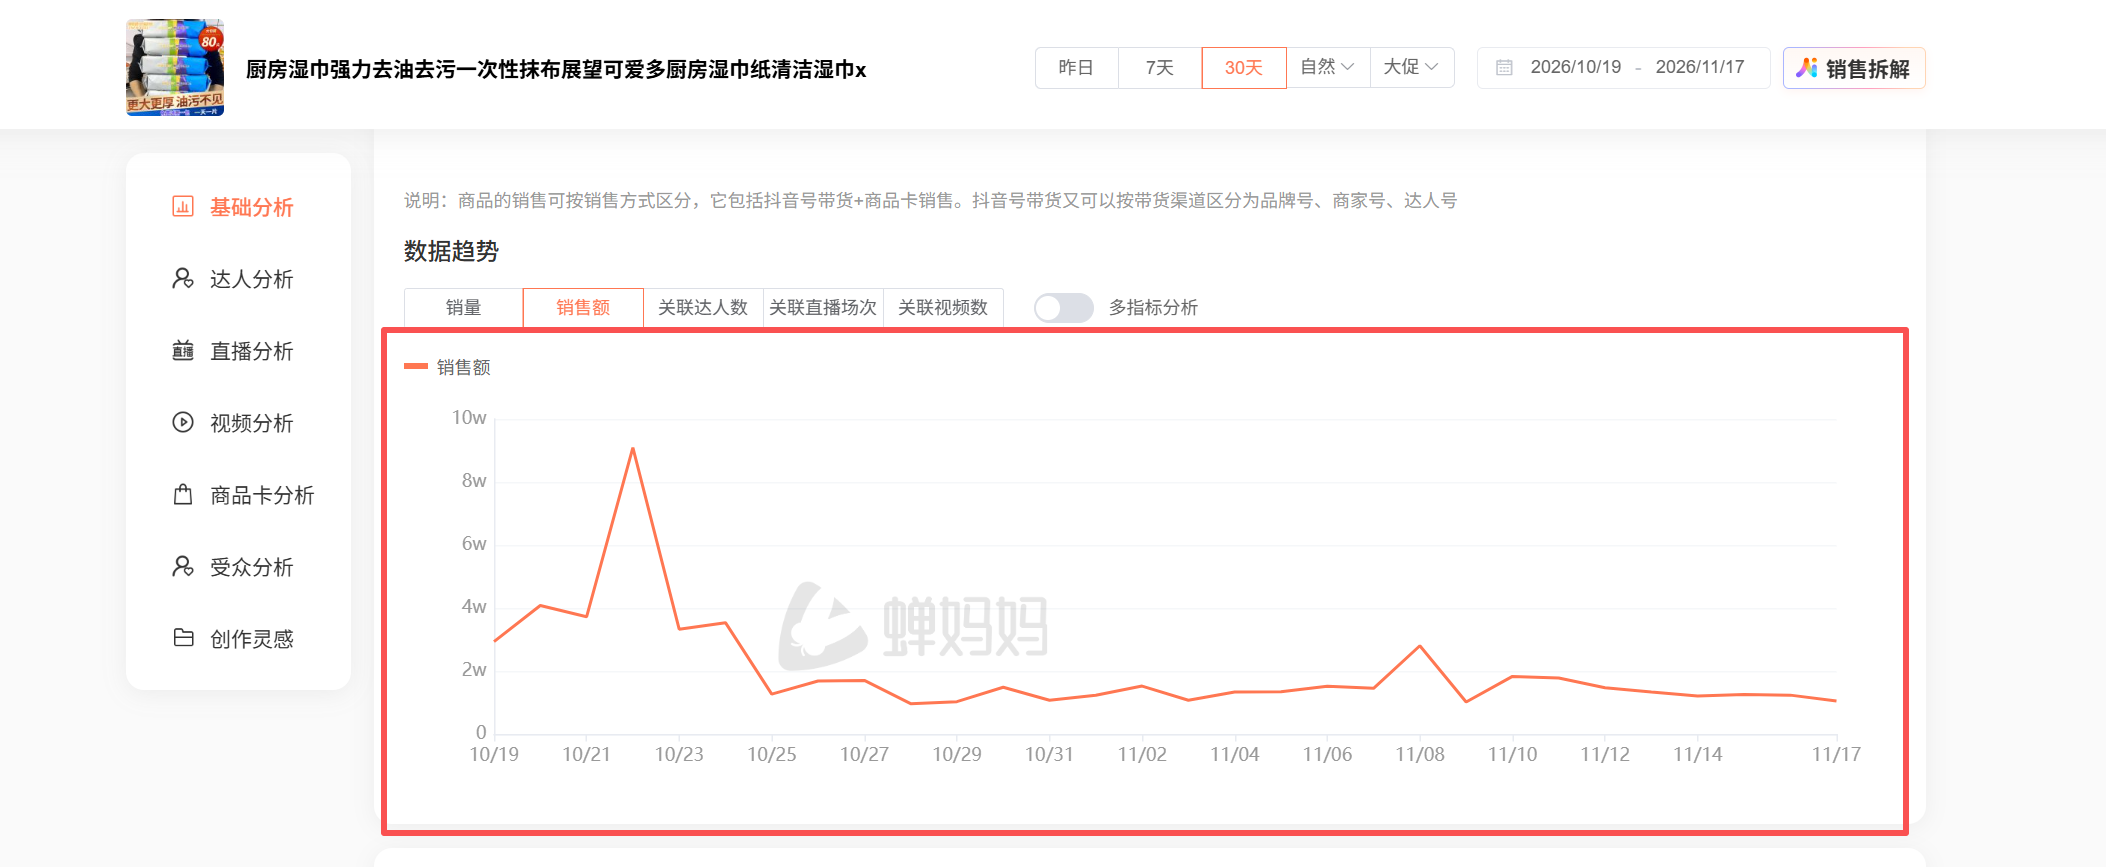 80
更大更厚 油污不见
一天一片
厨房湿巾强力去油去污一次性抹布展望可爱多厨房湿巾纸清洁湿巾x
昨日 7天 30天 自然 大促 2026/10/19 - 2026/11/17 销售拆解
基础分析
达人分析
直播分析
视频分析
商品卡分析
受众分析
创作灵感
说明：商品的销售可按销售方式区分，它包括抖音号带货+商品卡销售。抖音号带货又可以按带货渠道区分为品牌号、商家号、达人号
数据趋势
销量 销售额 关联达人数 关联直播场次 关联视频数 多指标分析
销售额
10w
8w
6w
4w
2w
0
蝉妈妈
10/19 10/21 10/23 10/25 10/27 10/29 10/31 11/02 11/04 11/06 11/08 11/10 11/12 11/14 11/17